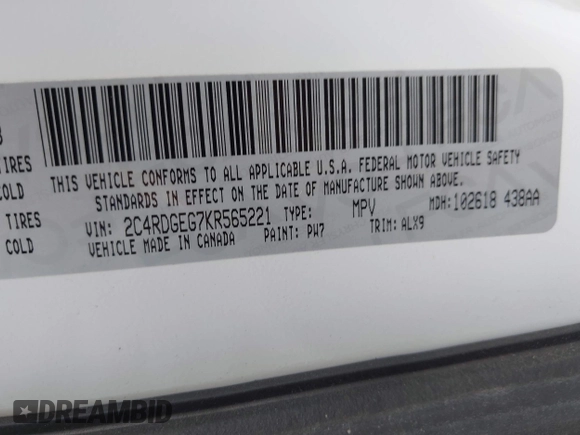 3
TIRES
COLD
COLD
THIS VEHICLE CONFORMS TO ALL APPLICABLE U.S.A. FEDERAL MOTOR VEHICLE SAFETY
STANDARDS IN EFFECT ON THE DATE OF MANUFACTURE SHOWN ABOVE.
VIN: 2C4RDGEG7KR565221 TYPE: MPV MDH:102618 438AA
VEHICLE MADE IN CANADA PAINT: PW7 TRIM: ALX9
DREAMBID